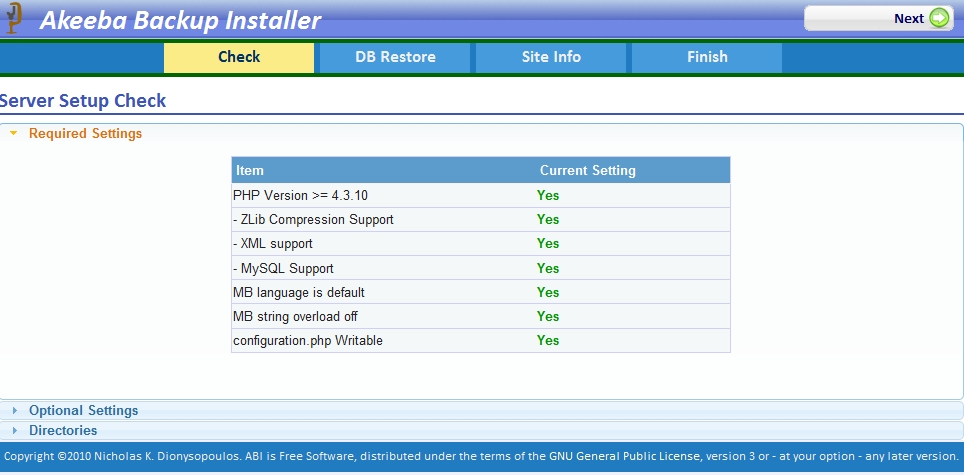 Akeeba Backup Installer
Next
Check DB Restore Site Info Finish
Server Setup Check
Required Settings
Item Current Setting
PHP Version >= 4.3.10 Yes
- ZLib Compression Support Yes
- XML support Yes
- MySQL Support Yes
MB language is default Yes
MB string overload off Yes
configuration.php Writable Yes
Optional Settings
Directories
Copyright ©2010 Nicholas K. Dionysopoulos. ABI is Free Software, distributed under the terms of the GNU General Public License, version 3 or - at your option - any later version.